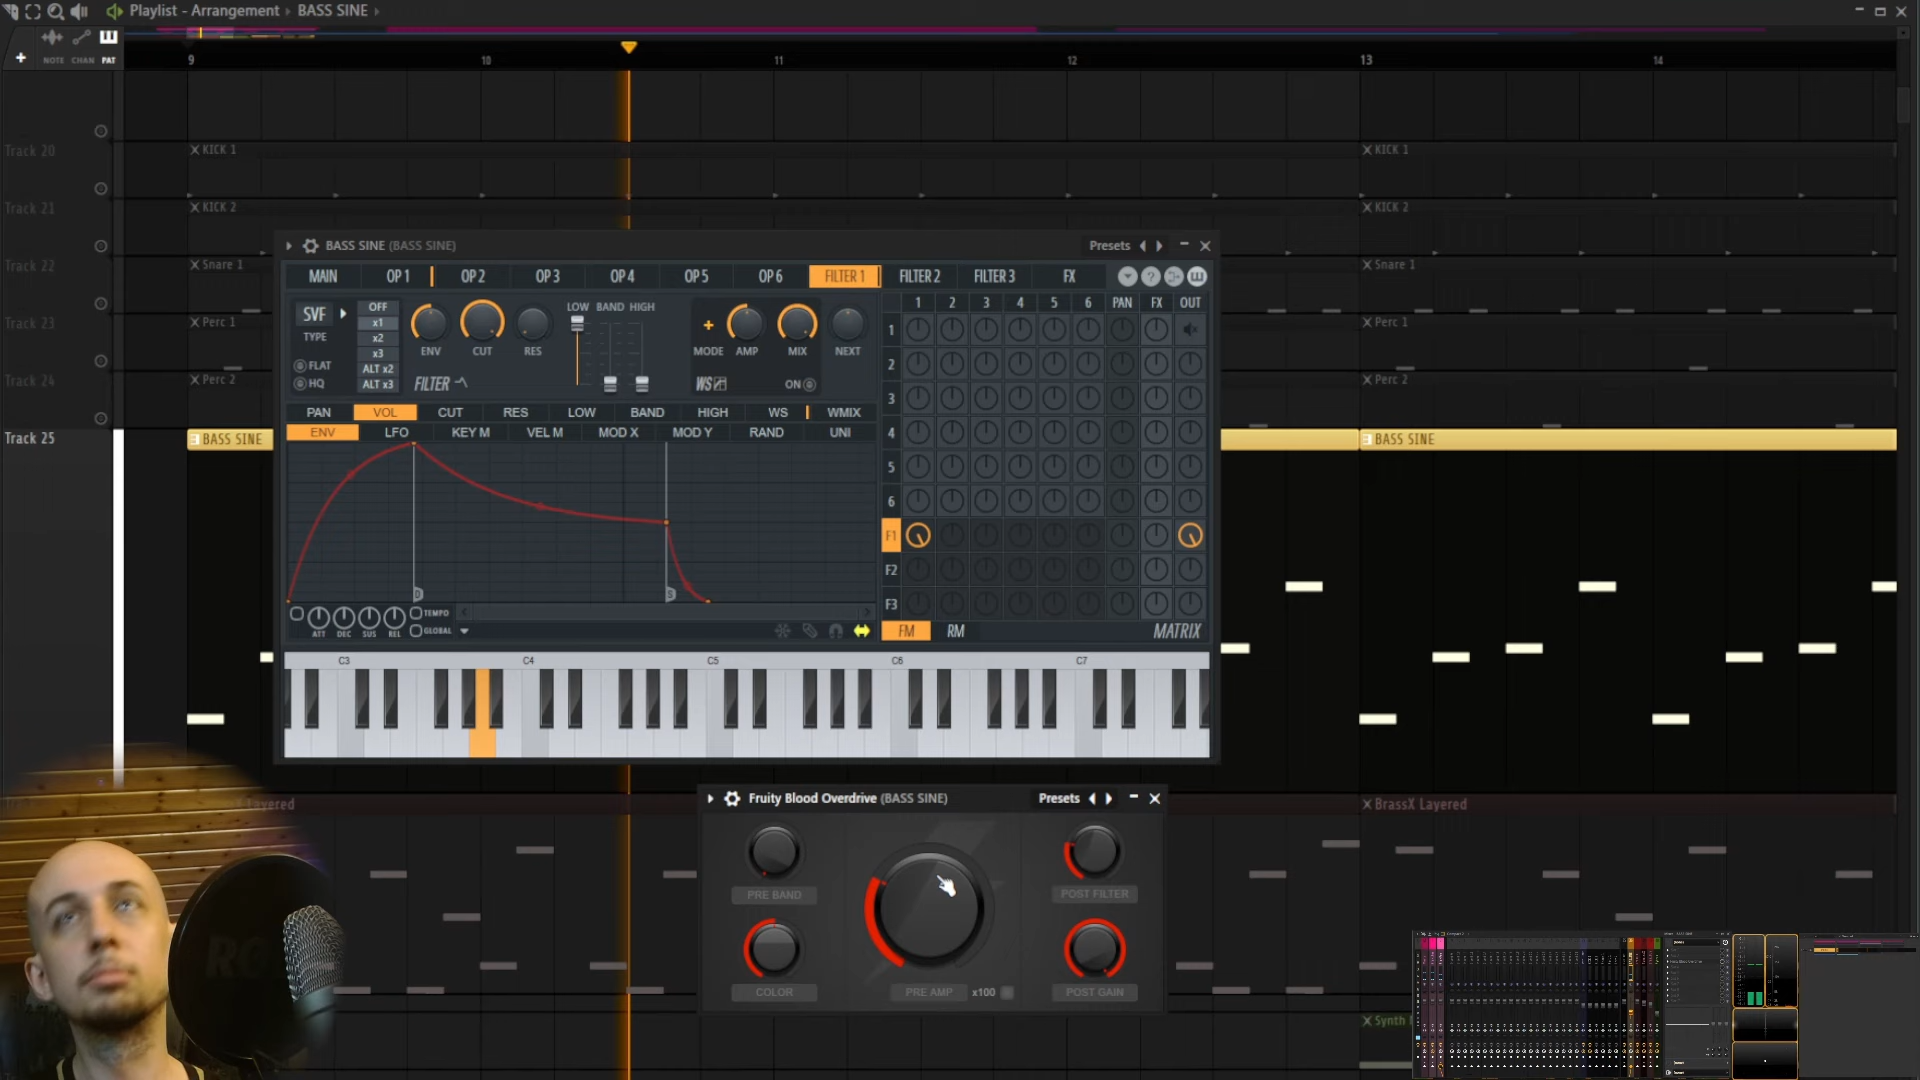 Playlist - Arrangement › BASS SINE ›
NOTE CHAN PAT
9 10 11 12 13 14
Track 20
KICK 1
KICK 1
Track 21
KICK 2
KICK 2
Track 22
Snare 1
Snare 1
Track 23
Perc 1
Perc 1
Track 24
Perc 2
Perc 2
Track 25
BASS SINE
BASS SINE
BASS SINE (BASS SINE)
Presets
MAIN OP 1 OP 2 OP 3 OP 4 OP 5 OP 6 FILTER 1 FILTER 2 FILTER 3 FX
SVF
TYPE
FLAT
HQ
OFF
x1
x2
x3
ALT x2
ALT x3
ENV CUT RES
FILTER
LOW BAND HIGH
MODE AMP MIX NEXT
WS
ON
PAN VOL CUT RES LOW BAND HIGH WS WMIX
ENV LFO KEY M VEL M MOD X MOD Y RAND UNI
D
S
ATT DEC SUS REL
TEMPO
GLOBAL
1 2 3 4 5 6 PAN FX OUT
1
2
3
4
5
6
F1
F2
F3
FM RM MATRIX
C3 C4 C5 C6 C7
Layered
BrassX Layered
Fruity Blood Overdrive (BASS SINE)
Presets
PRE BAND
POST FILTER
COLOR
PRE AMP x100
POST GAIN
Synth